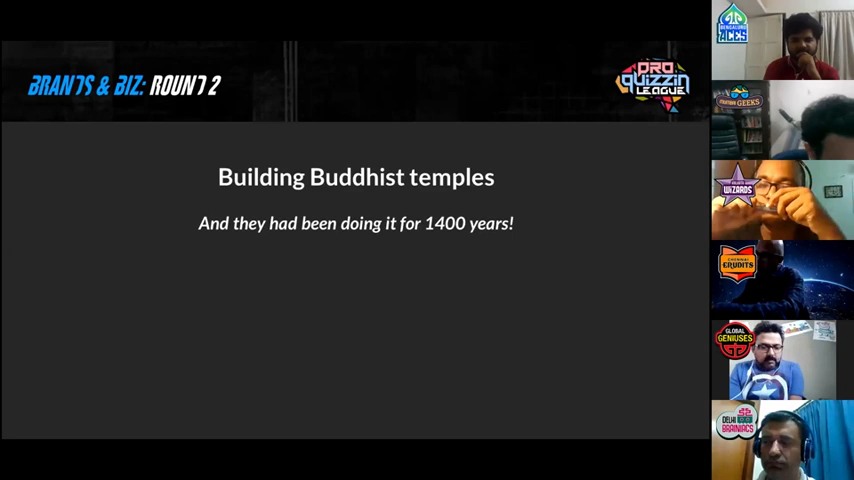 BRANDS & BIZ: ROUND 2
PRO
QUIZZIN
LEAGUE
Building Buddhist temples
And they had been doing it for 1400 years!
BENGALURU
ACES
GEEKS
WIZARDS
CHENNAI
ERUDITS
GLOBAL
GENIUSES
DELHI
BRAINIACS